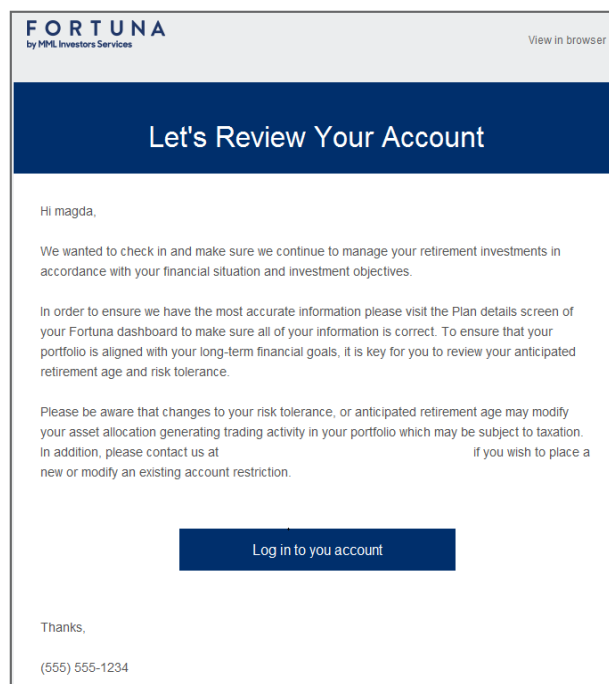 FORTUNA
by MML Investors Services
View in browser
Let's Review Your Account
Hi magda,
We wanted to check in and make sure we continue to manage your retirement investments in
accordance with your financial situation and investment objectives.
In order to ensure we have the most accurate information please visit the Plan details screen of
your Fortuna dashboard to make sure all of your information is correct. To ensure that your
portfolio is aligned with your long-term financial goals, it is key for you to review your anticipated
retirement age and risk tolerance.
Please be aware that changes to your risk tolerance, or anticipated retirement age may modify
your asset allocation generating trading activity in your portfolio which may be subject to taxation.
In addition, please contact us at if you wish to place a
new or modify an existing account restriction.
Log in to you account
Thanks,
(555) 555-1234